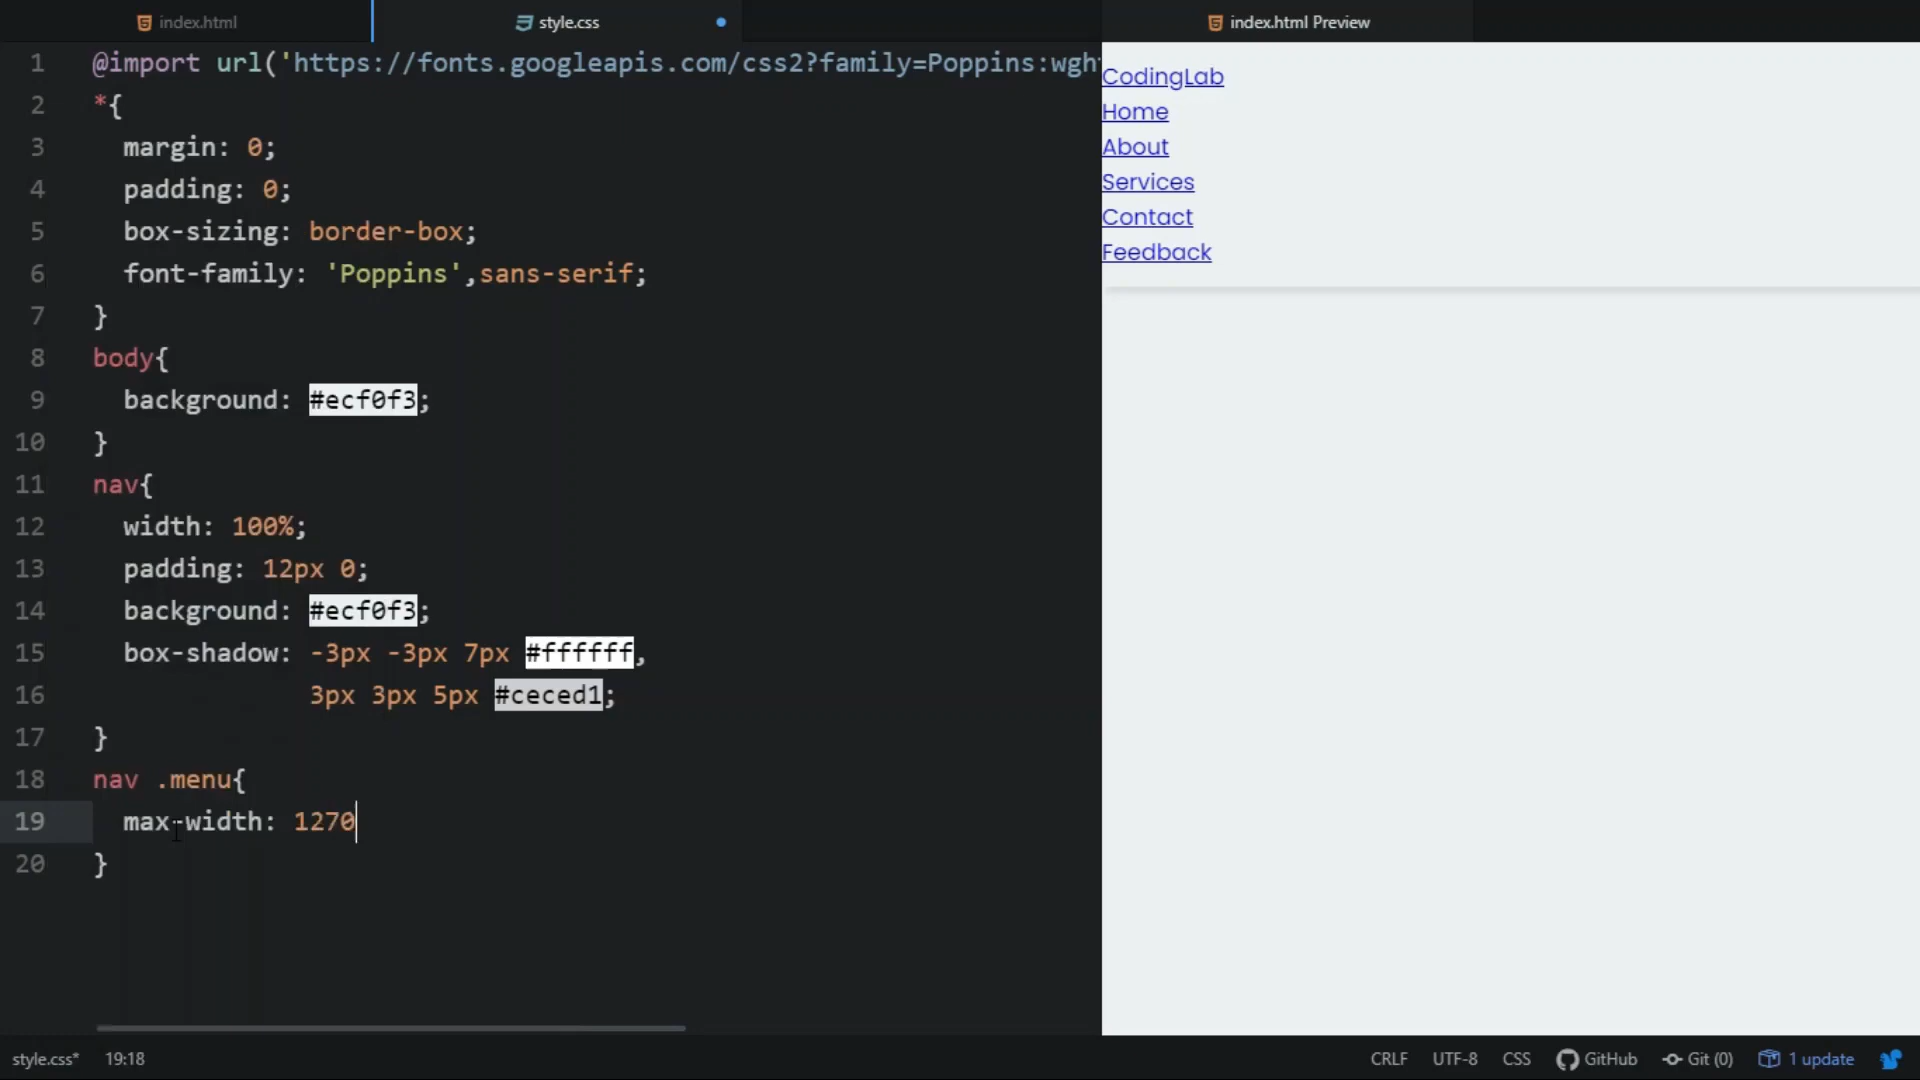 index.html
style.css
index.html Preview
1 @import url('https://fonts.googleapis.com/css2?family=Poppins:wgh
2 *{
3 margin: 0;
4 padding: 0;
5 box-sizing: border-box;
6 font-family: 'Poppins',sans-serif;
7 }
8 body{
9 background: #ecf0f3;
10 }
11 nav{
12 width: 100%;
13 padding: 12px 0;
14 background: #ecf0f3;
15 box-shadow: -3px -3px 7px #ffffff,
16 3px 3px 5px #ceced1;
17 }
18 nav .menu{
19 max-width: 1270
20 }
CodingLab
Home
About
Services
Contact
Feedback
style.css* 19:18 CRLF UTF-8 CSS GitHub Git (0) 1 update